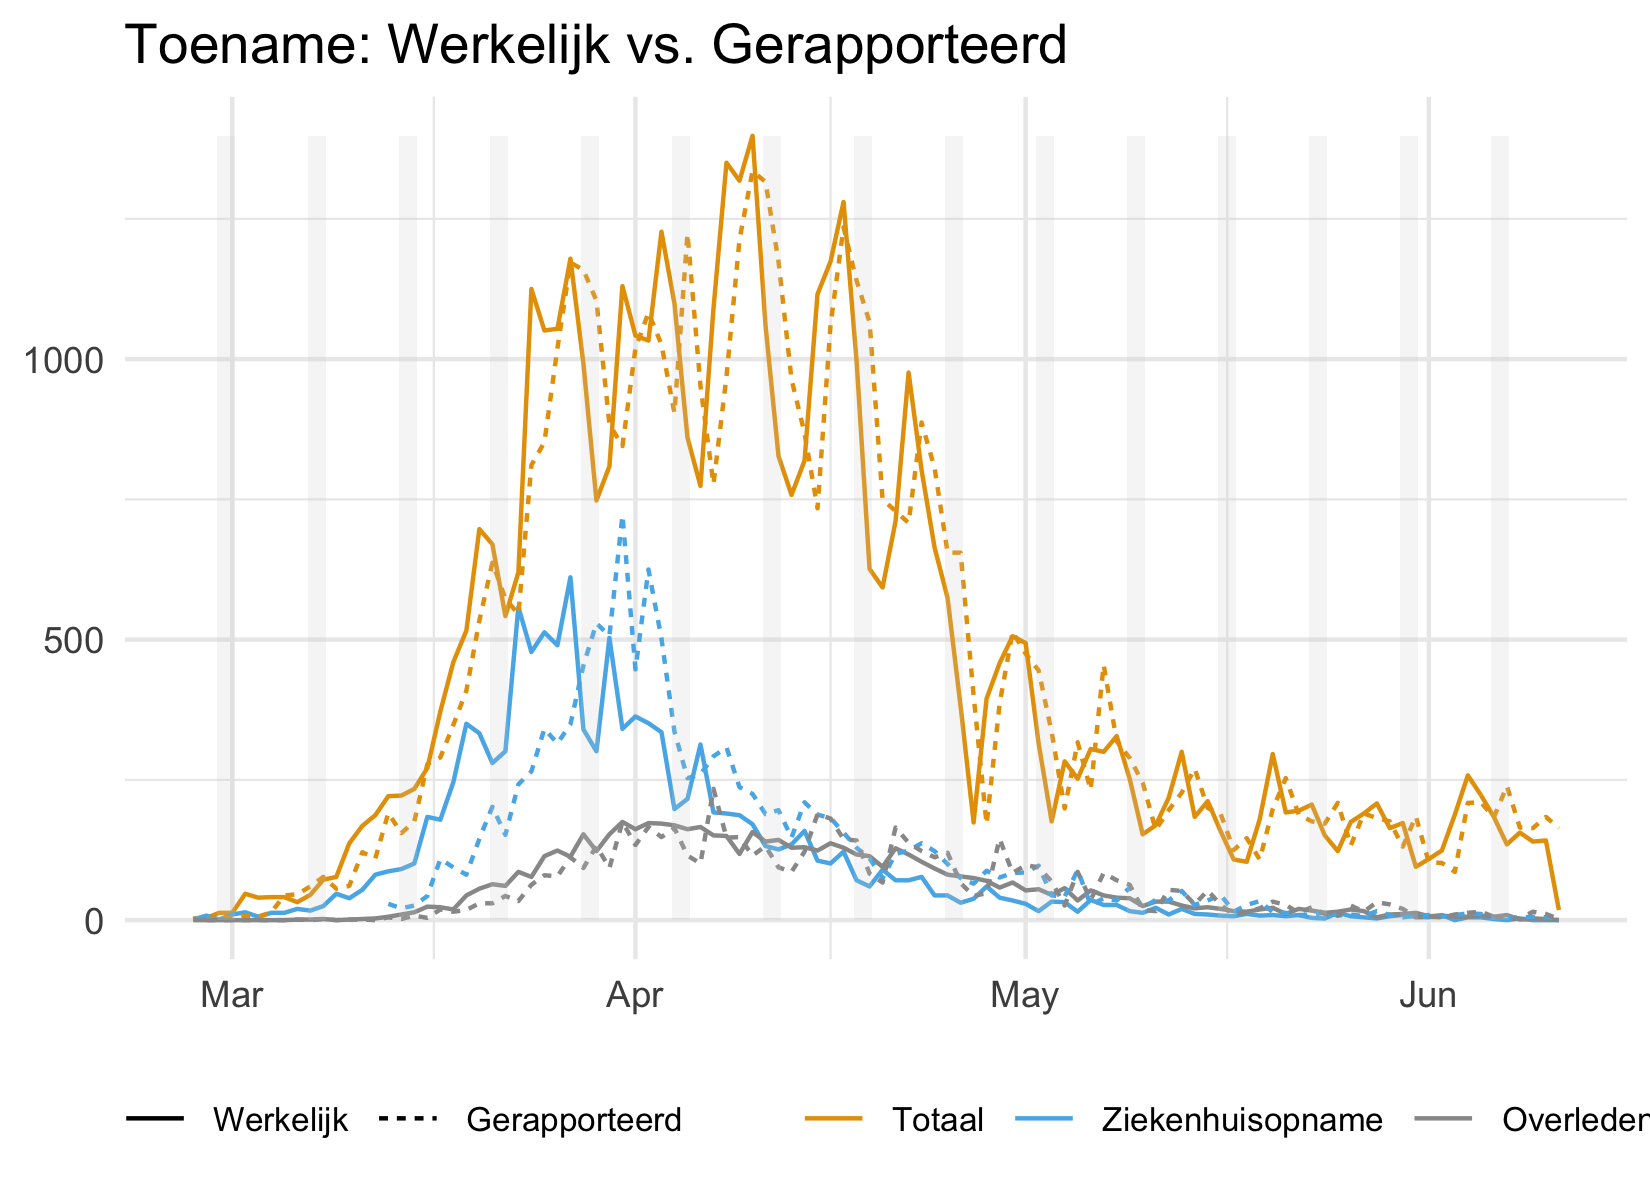 Toename: Werkelijk vs. Gerapporteerd
1000
500
0
Mar Apr May Jun
Werkelijk Gerapporteerd Totaal Ziekenhuisopname Overleden